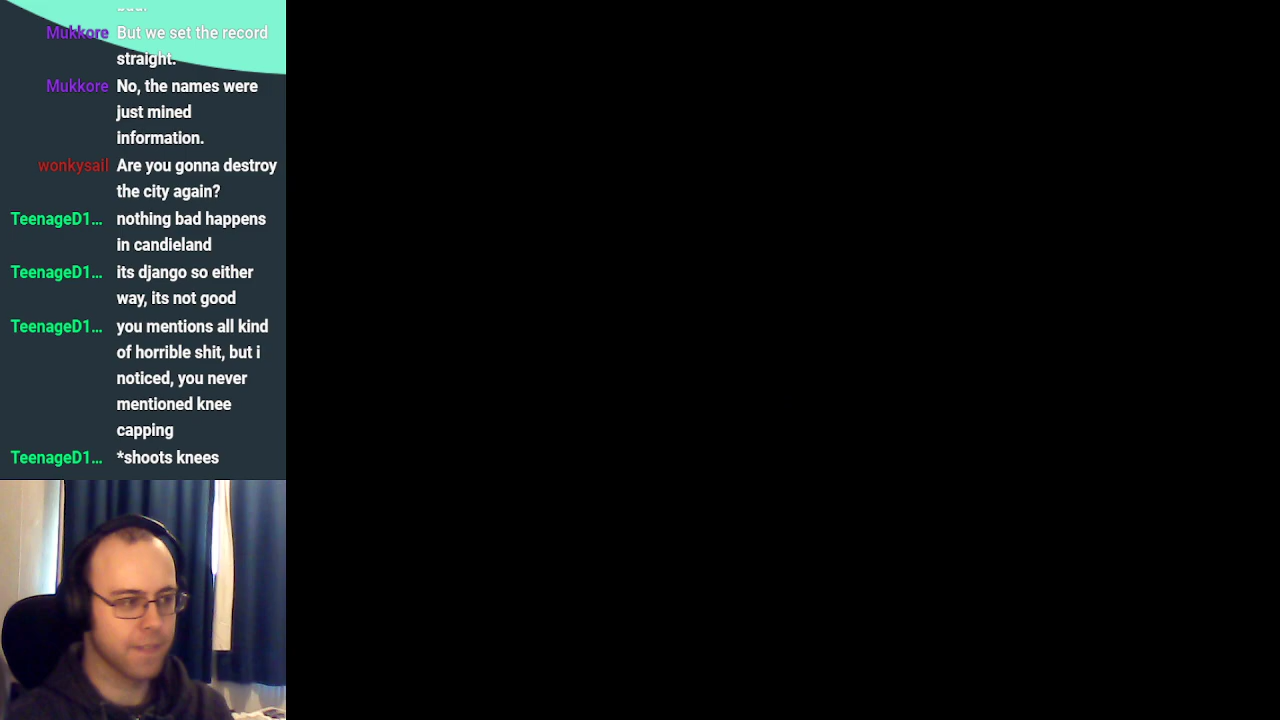 Mukkore But we set the record
straight.
Mukkore No, the names were
just mined
information.
wonkysail Are you gonna destroy
the city again?
TeenageD1... nothing bad happens
in candieland
TeenageD1... its django so either
way, its not good
TeenageD1... you mentions all kind
of horrible shit, but i
noticed, you never
mentioned knee
capping
TeenageD1... *shoots knees